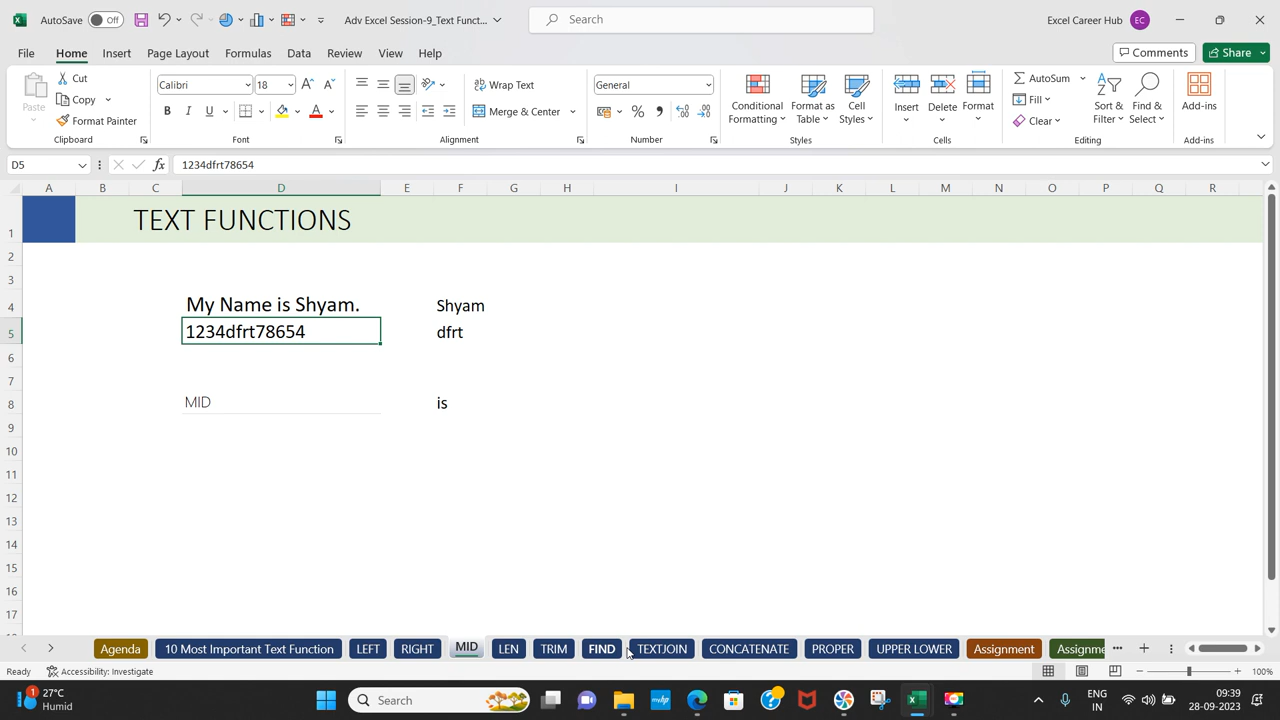 AutoSave Off Adv Excel Session-9_Text Funct... Search Excel Career Hub EC
File Home Insert Page Layout Formulas Data Review View Help Comments Share
Paste Cut Copy Format Painter Clipboard
Calibri 18 A A B I U A Font
ab Wrap Text Merge & Center Alignment
General % , Number
Conditional Formatting Format as Table Cell Styles Styles
Insert Delete Format Cells
AutoSum Fill Clear Sort & Filter Find & Select Editing
Add-ins Add-ins
D5 fx 1234dfrt78654
A B C D E F G H I J K L M N O P Q R
1 TEXT FUNCTIONS
2
3
4 My Name is Shyam. Shyam
5 1234dfrt78654 dfrt
6
7
8 MID is
9
10
11
12
13
14
15
16
17
Agenda 10 Most Important Text Function LEFT RIGHT MID LEN TRIM FIND TEXTJOIN CONCATENATE PROPER UPPER LOWER Assignment Assignme
Ready Accessibility: Investigate 100%
1 27°C Humid Search ENG IN 09:39 28-09-2023